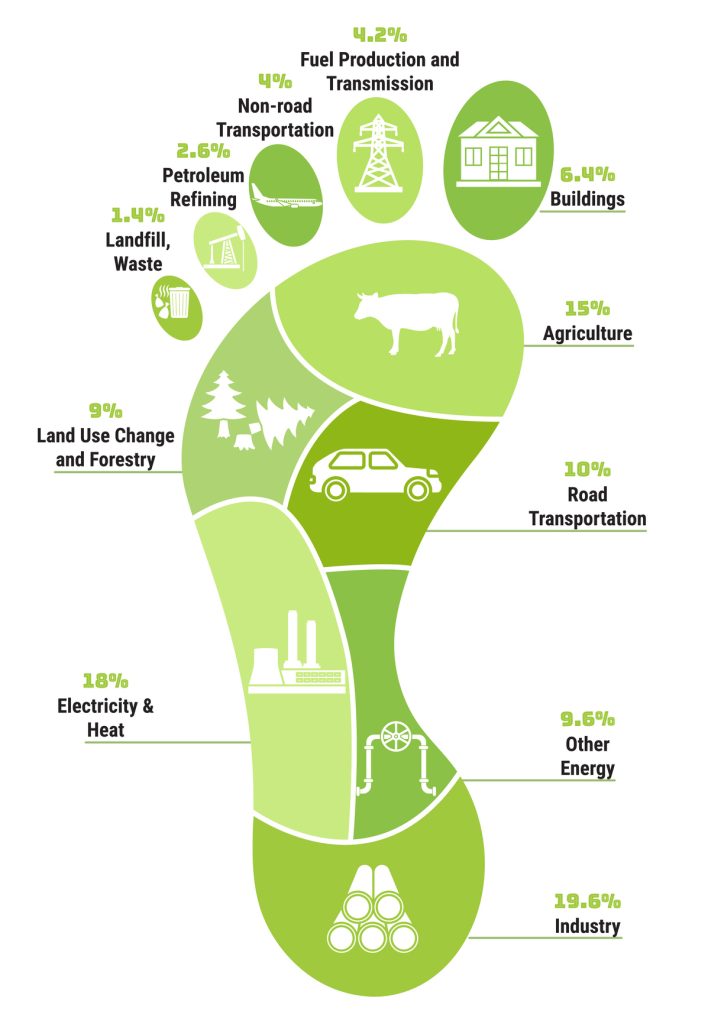 4.2%
Fuel Production and
Transmission
4%
Non-road
Transportation
2.6%
Petroleum
Refining
1.4%
Landfill,
Waste
6.4%
Buildings
15%
Agriculture
9%
Land Use Change
and Forestry
10%
Road
Transportation
18%
Electricity &
Heat
9.6%
Other
Energy
19.6%
Industry